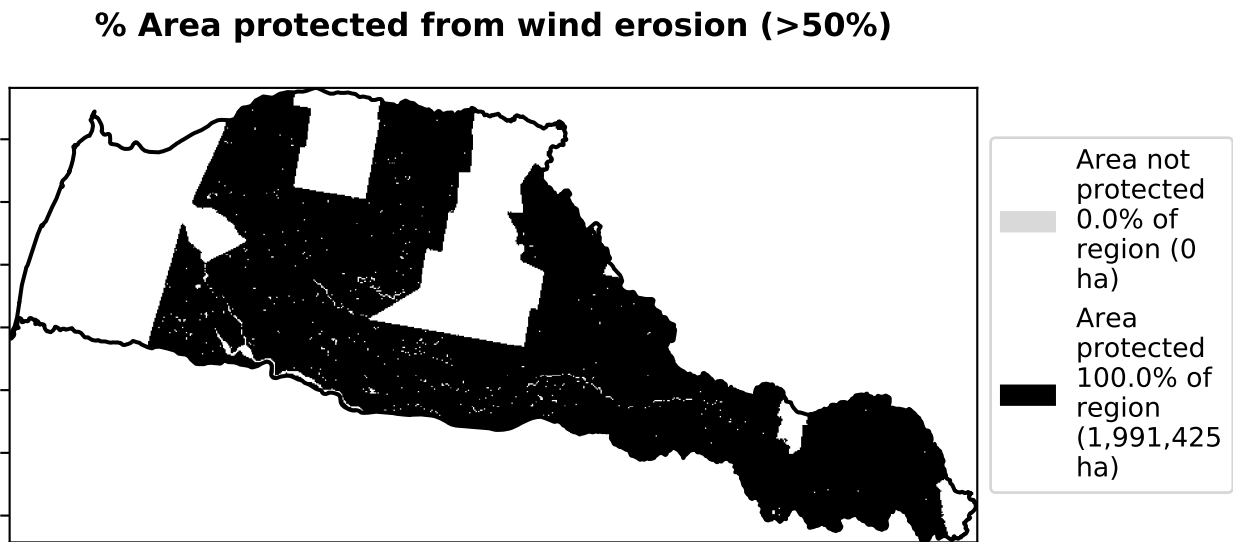 % Area protected from wind erosion (>50%)
Area not
protected
0.0% of
region (0
ha)
Area
protected
100.0% of
region
(1,991,425
ha)